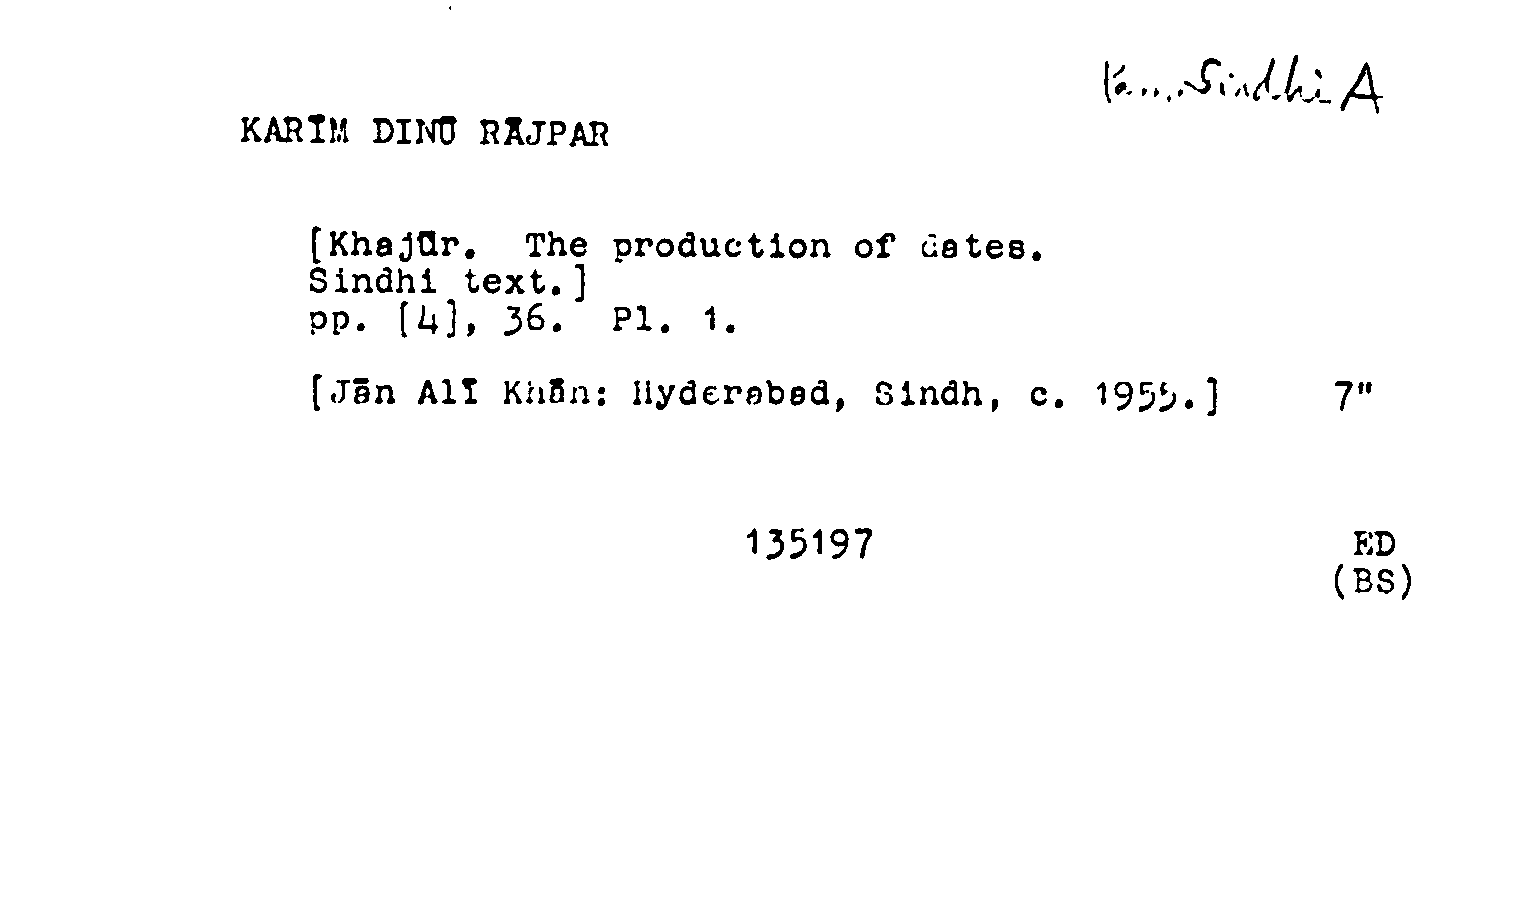 Sindhi A
KARĪM DINŪ RĀJPAR
[Khajūr. The production of dates.
Sindhi text.]
pp. [4], 36. Pl. 1.
[Jān Alī Khān: Hyderabad, Sindh, c. 1955.] 7"
135197 ED
(BS)